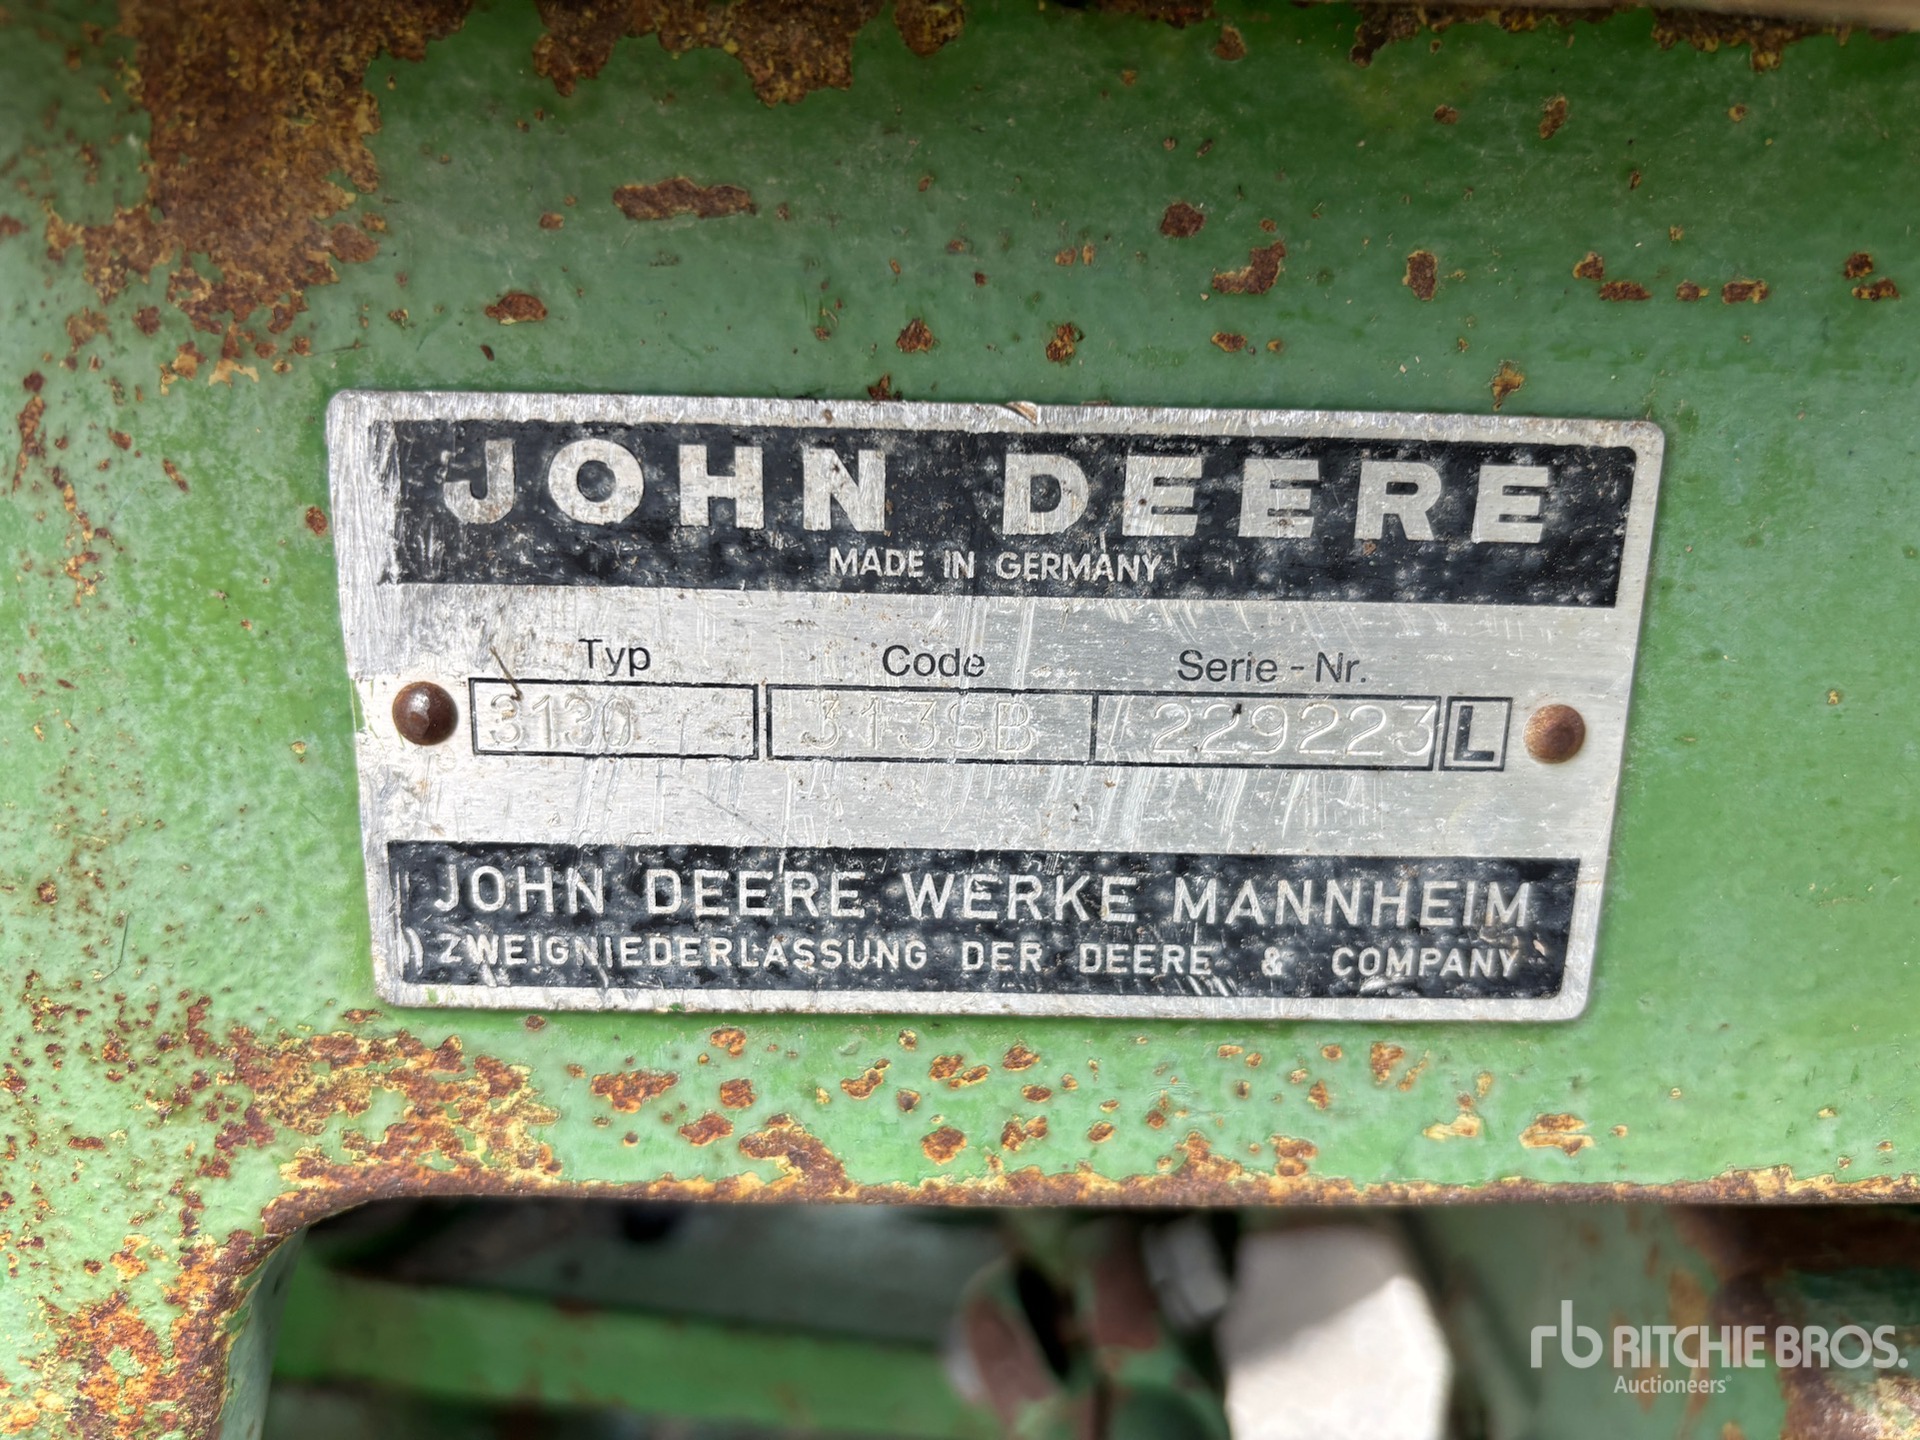 JOHN DEERE
MADE IN GERMANY
Typ Code Serie - Nr.
3130 313SB 229223 L
JOHN DEERE WERKE MANNHEIM
ZWEIGNIEDERLASSUNG DER DEERE & COMPANY
rb RITCHIE BROS.
Auctioneers